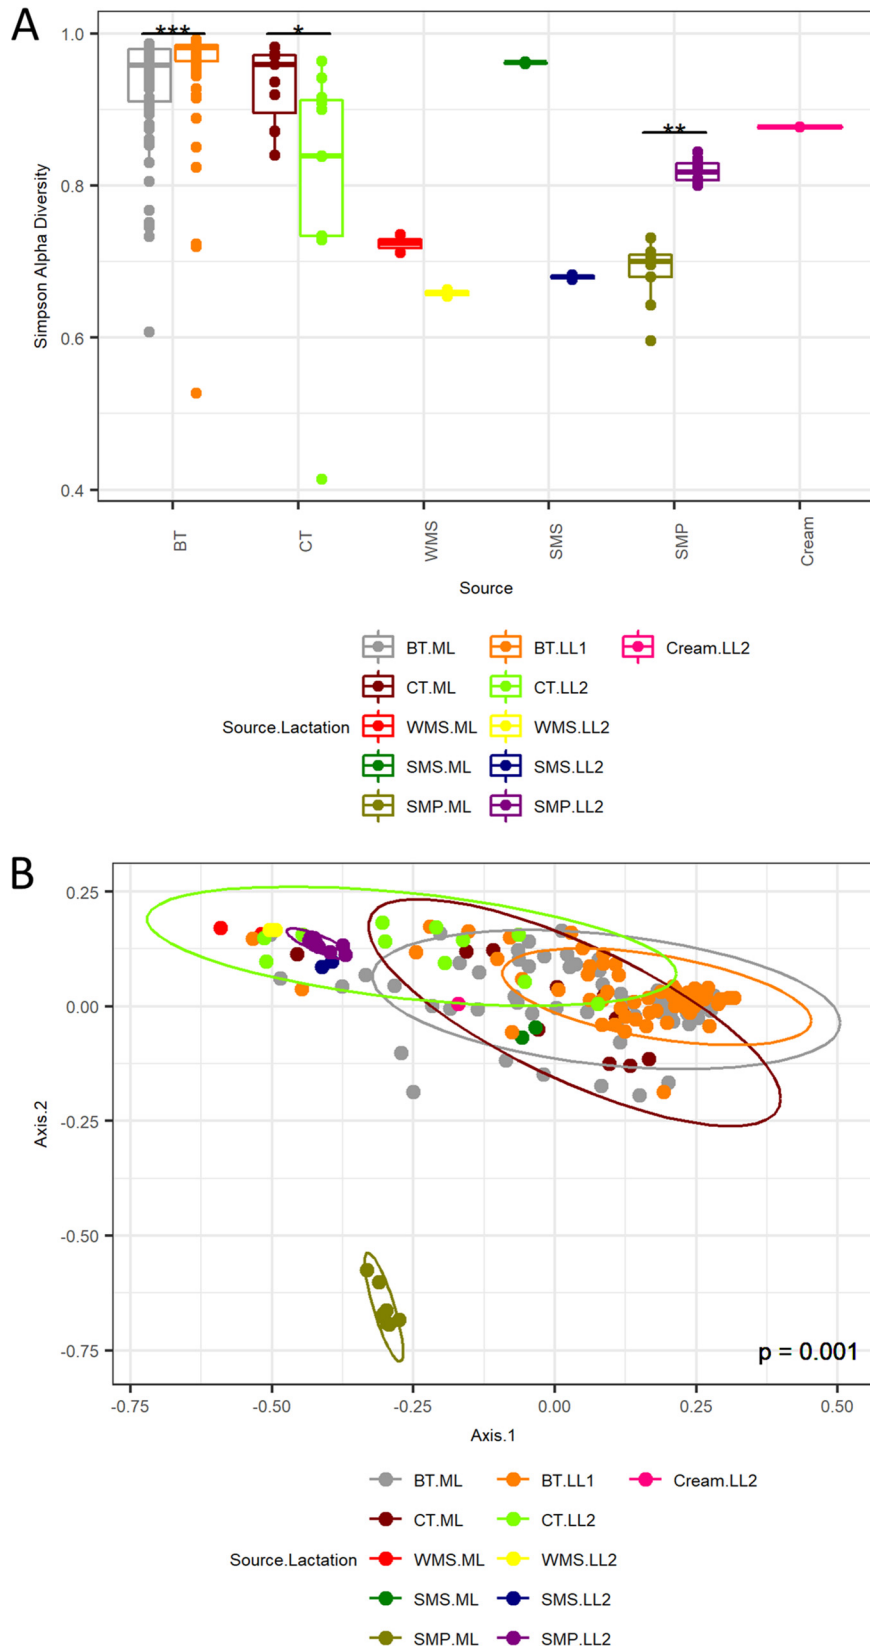 A
***
*
**
1.0
0.8
0.6
0.4
Simpson Alpha Diversity
BT
CT
WMS
SMS
SMP
Cream
Source
Source.Lactation
BT.ML
BT.LL1
Cream.LL2
CT.ML
CT.LL2
WMS.ML
WMS.LL2
SMS.ML
SMS.LL2
SMP.ML
SMP.LL2
B
0.25
0.00
-0.25
-0.50
-0.75
Axis.2
p = 0.001
-0.75
-0.50
-0.25
0.00
0.25
0.50
Axis.1
Source.Lactation
BT.ML
BT.LL1
Cream.LL2
CT.ML
CT.LL2
WMS.ML
WMS.LL2
SMS.ML
SMS.LL2
SMP.ML
SMP.LL2